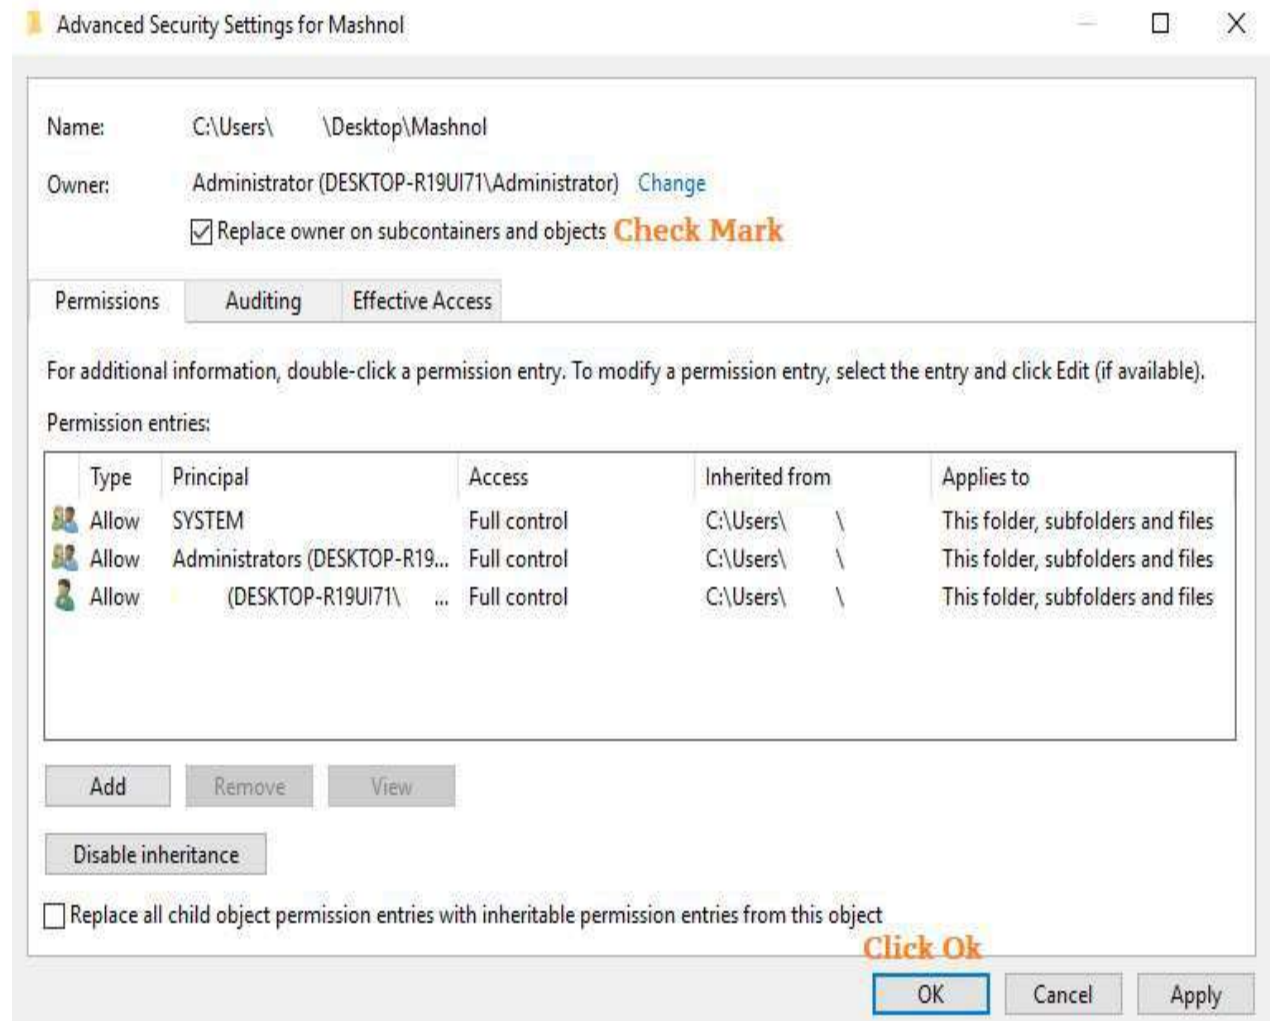 Advanced Security Settings for Mashnol
Name: C:\Users\ \Desktop\Mashnol
Owner: Administrator (DESKTOP-R19UI71\Administrator) Change
Replace owner on subcontainers and objects Check Mark
Permissions Auditing Effective Access
For additional information, double-click a permission entry. To modify a permission entry, select the entry and click Edit (if available).
Permission entries:
Type Principal Access Inherited from Applies to
Allow SYSTEM Full control C:\Users\ \ This folder, subfolders and files
Allow Administrators (DESKTOP-R19... Full control C:\Users\ \ This folder, subfolders and files
Allow (DESKTOP-R19UI71\ ... Full control C:\Users\ \ This folder, subfolders and files
Add Remove View
Disable inheritance
Replace all child object permission entries with inheritable permission entries from this object
Click Ok
OK Cancel Apply